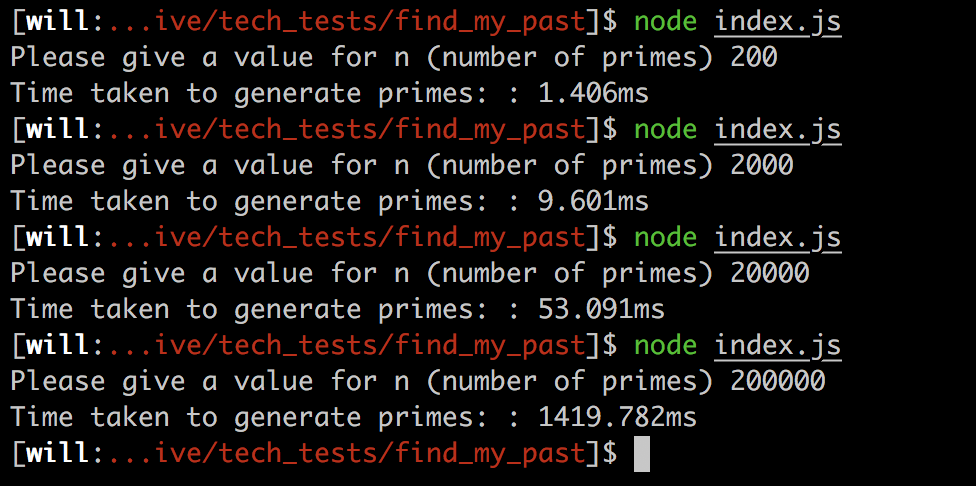 [will:...ive/tech_tests/find_my_past]$ node index.js
Please give a value for n (number of primes) 200
Time taken to generate primes: : 1.406ms
[will:...ive/tech_tests/find_my_past]$ node index.js
Please give a value for n (number of primes) 2000
Time taken to generate primes: : 9.601ms
[will:...ive/tech_tests/find_my_past]$ node index.js
Please give a value for n (number of primes) 20000
Time taken to generate primes: : 53.091ms
[will:...ive/tech_tests/find_my_past]$ node index.js
Please give a value for n (number of primes) 200000
Time taken to generate primes: : 1419.782ms
[will:...ive/tech_tests/find_my_past]$